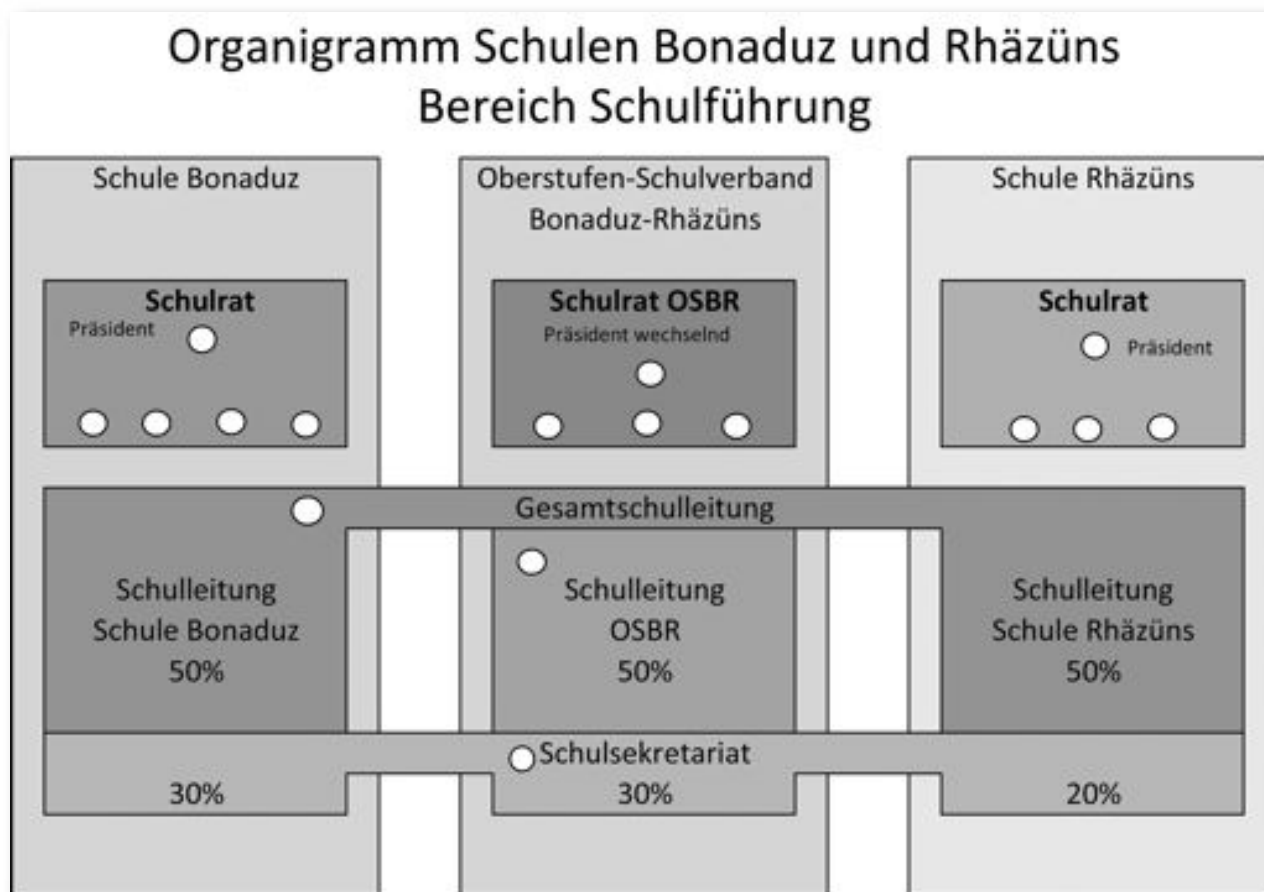 Organigramm Schulen Bonaduz und Rhäzüns
Bereich Schulführung
Schule Bonaduz
Schulrat
Präsident
Oberstufen-Schulverband
Bonaduz-Rhäzüns
Schulrat OSBR
Präsident wechselnd
Schule Rhäzüns
Schulrat
Präsident
Gesamtschulleitung
Schulleitung
Schule Bonaduz
50%
Schulleitung
OSBR
50%
Schulleitung
Schule Rhäzüns
50%
Schulsekretariat
30%
30%
20%